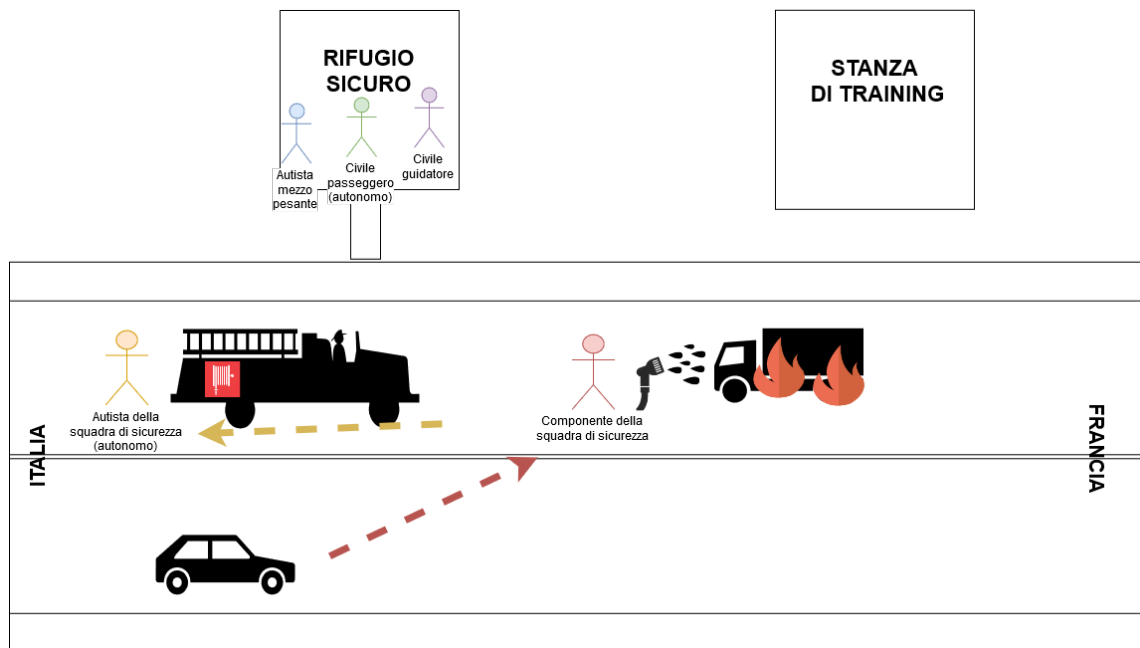 RIFUGIO
SICURO
STANZA
DI TRAINING
Autista
mezzo
pesante
Civile
passeggero
(autonomo)
Civile
guidatore
Autista della
squadra di sicurezza
(autonomo)
Componente della
squadra di sicurezza
ITALIA
FRANCIA